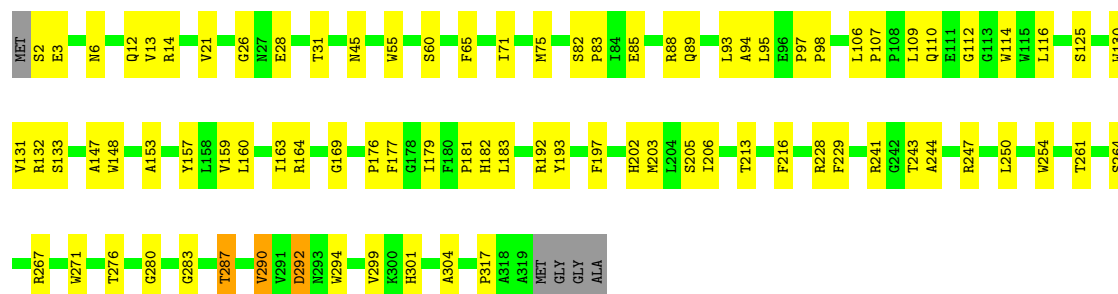 MET S2 E3 N6 Q12 V13 R14 V21 G26 N27 E28 T31 N45 W55 S60 F65 I71 M75 S82 P83 I84 E85 R88 Q89 L93 A94 L95 E96 P97 P98 L106 P107 P108 L109 Q110 E111 G112 G113 W114 W115 L116 S125 W130
V131 R132 S133 A147 W148 A153 Y157 L158 V159 L160 I163 R164 G169 P176 F177 G178 I179 F180 P181 H182 L183 R192 Y193 F197 H202 M203 L204 S205 I206 T213 F216 R228 F229 R241 G242 T243 A244 R247 L250 W254 T261 S264
R267 W271 T276 G280 G283 T287 V290 V291 D292 N293 W294 V299 K300 H301 A304 P317 A318 A319 MET GLY GLY ALA